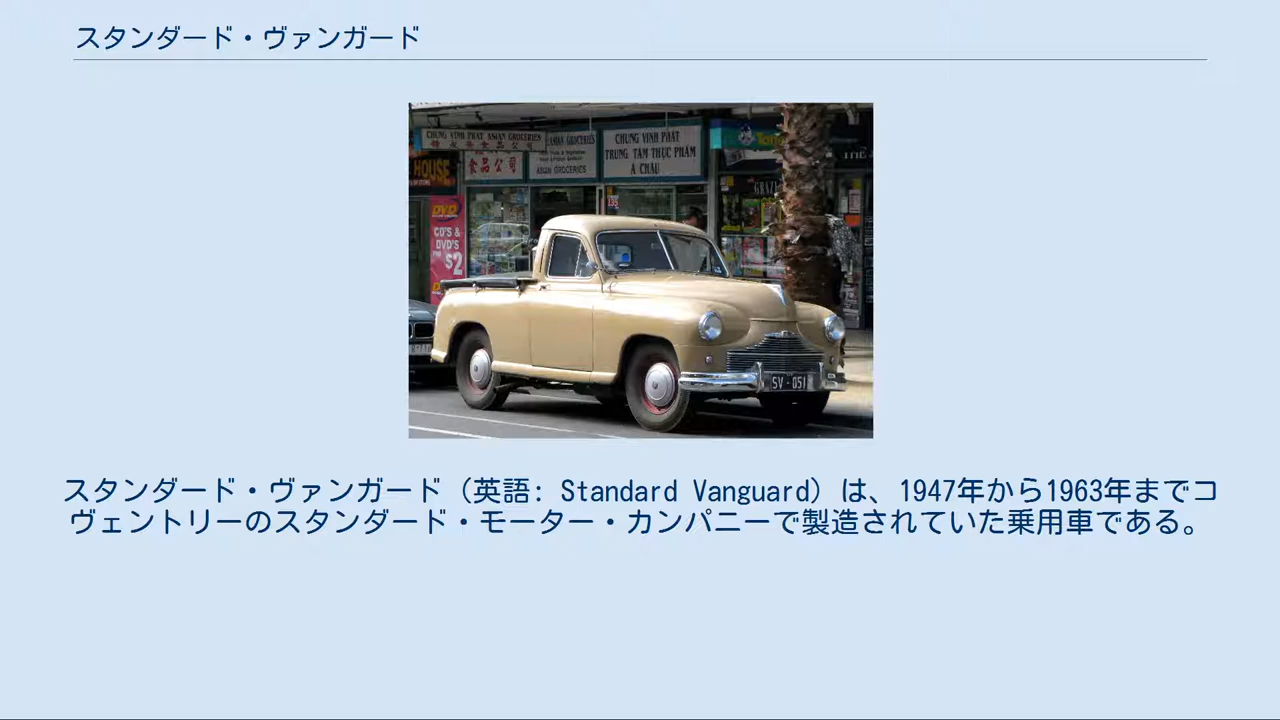 スタンダード・ヴァンガード
CHUNG VINH PHAT ASIAN GROCERIES
食品公司
ASIAN GROCERIES
CHUNG VINH PHAT
TRUNG TAM THUC PHAM
A CHAU
HOUSE
DVD
CD'S &
DVD'S
$2
135
SV·051
スタンダード・ヴァンガード（英語: Standard Vanguard）は、1947年から1963年までコ
ヴェントリーのスタンダード・モーター・カンパニーで製造されていた乗用車である。